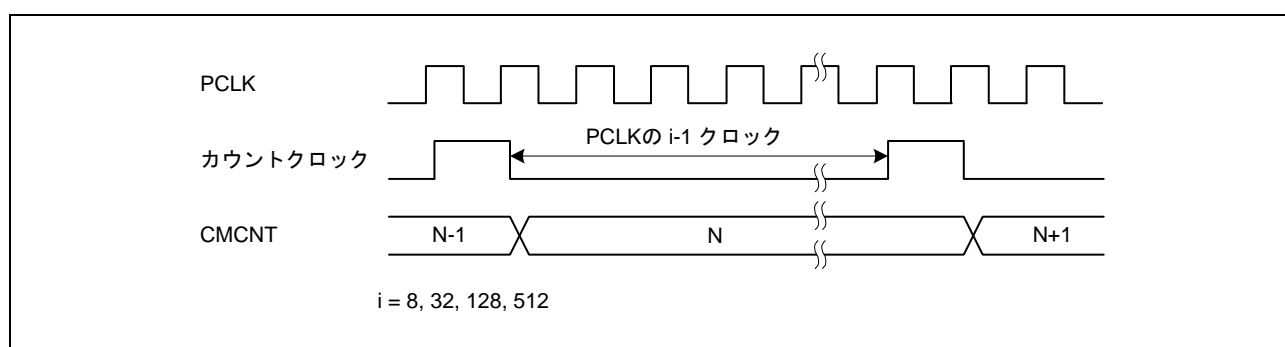 PCLK
PCLKの i-1 クロック
カウントクロック
CMCNT
N-1
N
N+1
i = 8, 32, 128, 512